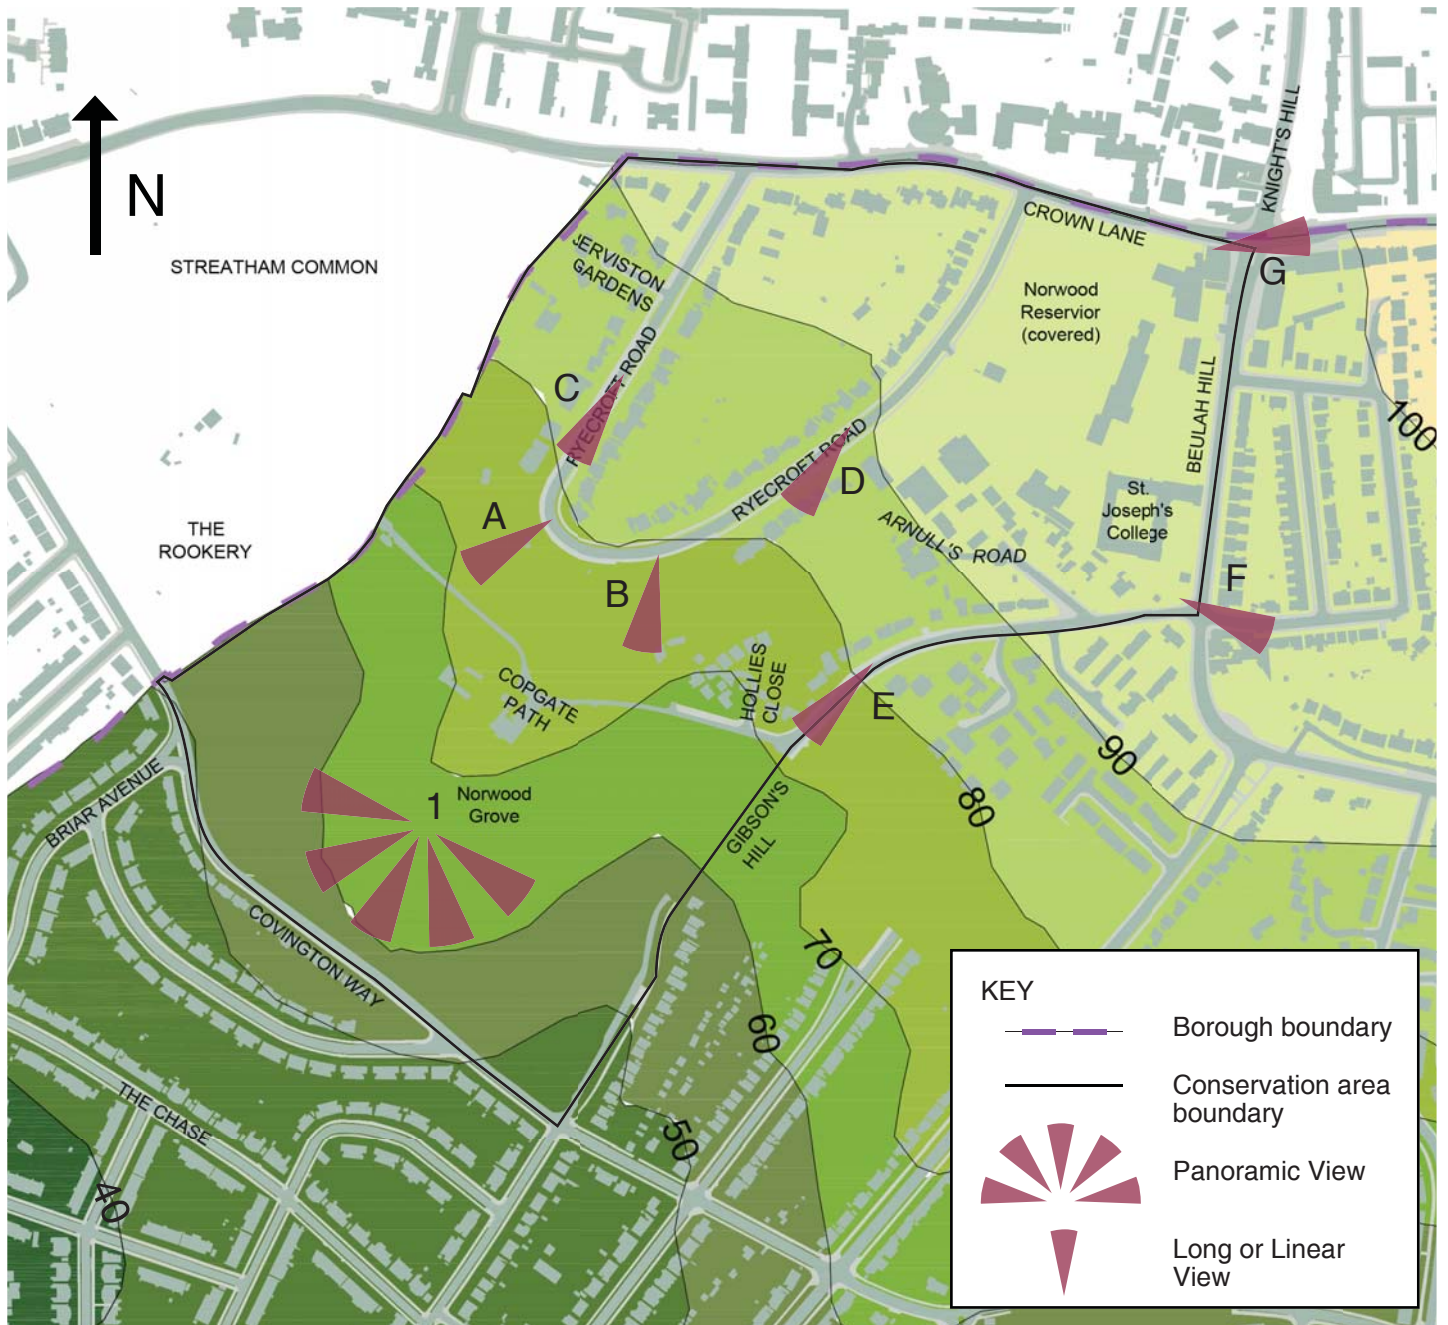 KNIGHT'S HILL
N
CROWN LANE
STREATHAM COMMON
JERVISTON
GARDENS
G
Norwood
Reservior
(covered)
RYECROFT ROAD
C
BEULAH HILL
100
RYECROFT ROAD
D
St.
Joseph's
College
A
ARNULL'S ROAD
THE
ROOKERY
B
F
HOLLIES
CLOSE
COPGATE
PATH
E
90
BRIAR AVENUE
1
Norwood
Grove
80
GIBSON'S
HILL
COVINGTON WAY
70
60
THE CHASE
50
40
KEY
Borough boundary
Conservation area
boundary
Panoramic View
Long or Linear
View